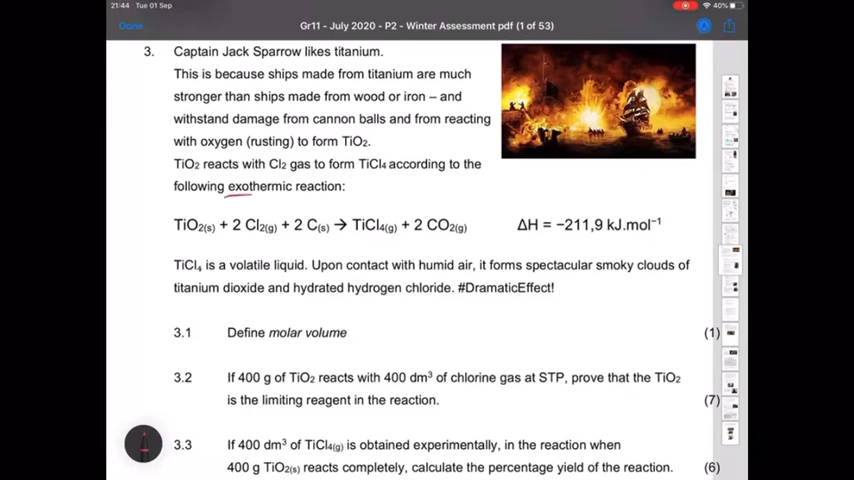 21:44 Tue 01 Sep
40%
Done
Gr11 - July 2020 - P2 - Winter Assessment pdf (1 of 53)
3. Captain Jack Sparrow likes titanium.
This is because ships made from titanium are much
stronger than ships made from wood or iron – and
withstand damage from cannon balls and from reacting
with oxygen (rusting) to form TiO₂.
TiO₂ reacts with Cl₂ gas to form TiCl₄ according to the
following exothermic reaction:
TiO₂(s) + 2 Cl₂(g) + 2 C(s) → TiCl₄(g) + 2 CO₂(g) ΔH = −211,9 kJ.mol⁻¹
TiCl₄ is a volatile liquid. Upon contact with humid air, it forms spectacular smoky clouds of
titanium dioxide and hydrated hydrogen chloride. #DramaticEffect!
3.1 Define molar volume (1)
3.2 If 400 g of TiO₂ reacts with 400 dm³ of chlorine gas at STP, prove that the TiO₂
is the limiting reagent in the reaction. (7)
3.3 If 400 dm³ of TiCl₄(g) is obtained experimentally, in the reaction when
400 g TiO₂(s) reacts completely, calculate the percentage yield of the reaction. (6)